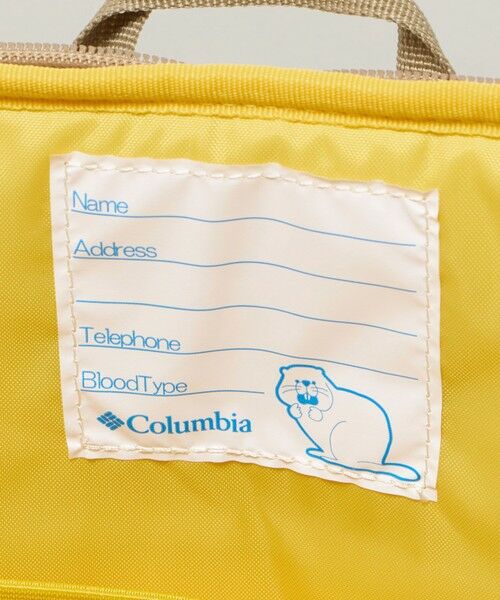 Name
Address
Telephone
BloodType
Columbia